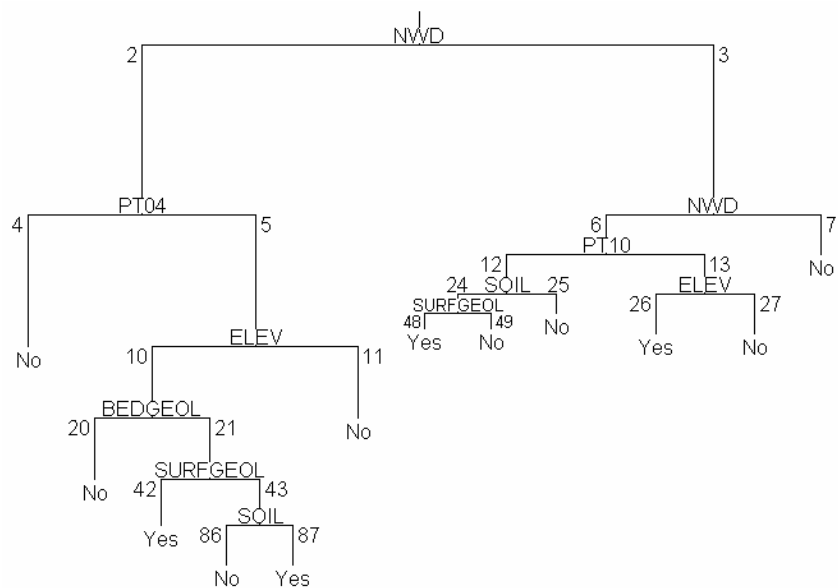 NWD
2 3
PT04 NWD
4 5 6 7
PT10
No
12 13
24 SOIL 25 ELEV
SURFGEOL 26 27
48 49 No
Yes No Yes No
ELEV
No 10 11
BEDGEOL
20 21 No
SURFGEOL
No 42 43
SOIL
Yes 86 87
No Yes